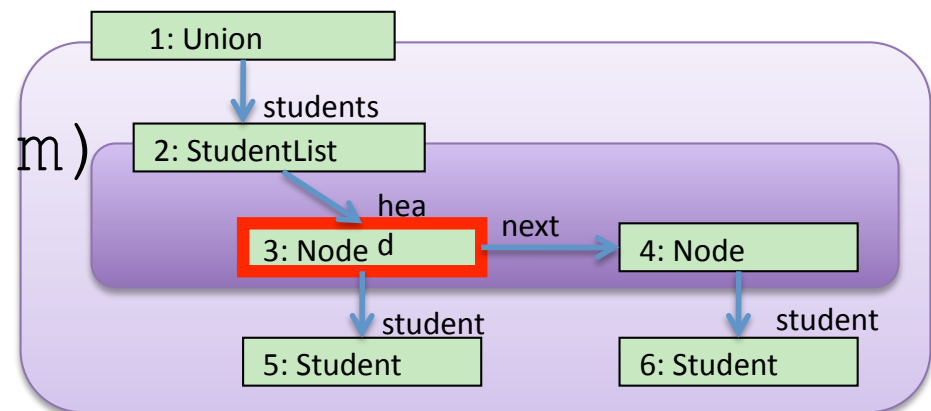 1: Union
students
m)
2: StudentList
hea
d
next
3: Node
4: Node
student
student
5: Student
6: Student